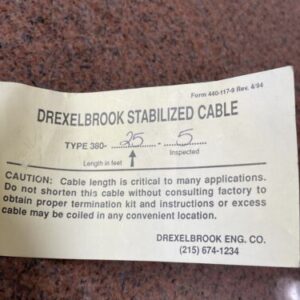 Form 440-117-9 Rev. 4/94
DREXELBROOK STABILIZED CABLE
TYPE 380- 25 - 5
Length in feet Inspected
CAUTION: Cable length is critical to many applications.
Do not shorten this cable without consulting factory to
obtain proper termination kit and instructions or excess
cable may be coiled in any convenient location.
DREXELBROOK ENG. CO.
(215) 674-1234